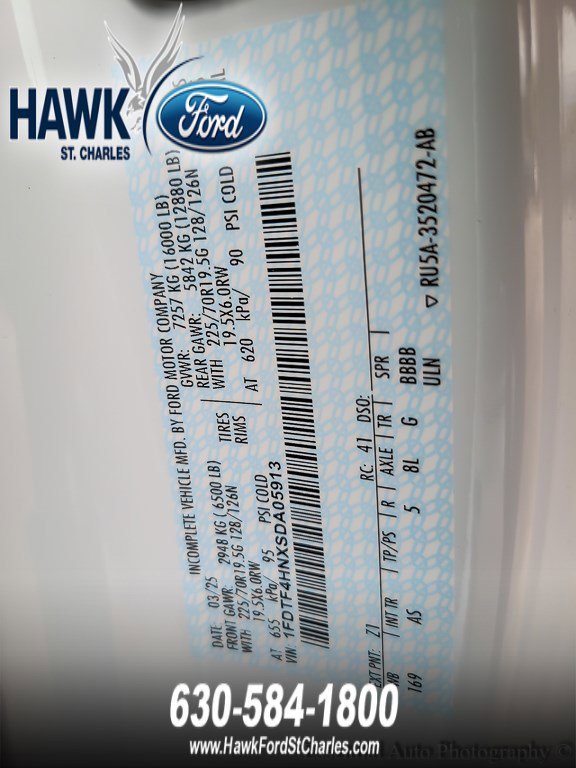 HAWK
ST. CHARLES
Ford
INCOMPLETE VEHICLE MFD. BY FORD MOTOR COMPANY
DATE: 03/25 GVWR: 7257 KG (16000 LB)
FRONT GAWR: 2948 KG (6500 LB) REAR GAWR: 5842 KG (12880 LB)
WITH 225/70R19.5G 128/126N TIRES WITH 225/70R19.5G 128/126N
19.5X6.0RW RIMS 19.5X6.0RW
AT 655 kPa/ 95 PSI COLD AT 620 kPa/ 90 PSI COLD
VIN: 1FDTF4HNXSDA05913
EXT PNT: Z1 RC: 41 DSO:
WB INT TR TP/PS R AXLE TR SPR
169 AS 5 8L G BBBB
ULN
▽ RU5A-3520472-AB
630-584-1800
www.HawkFordStCharles.com
Auto Photography ©